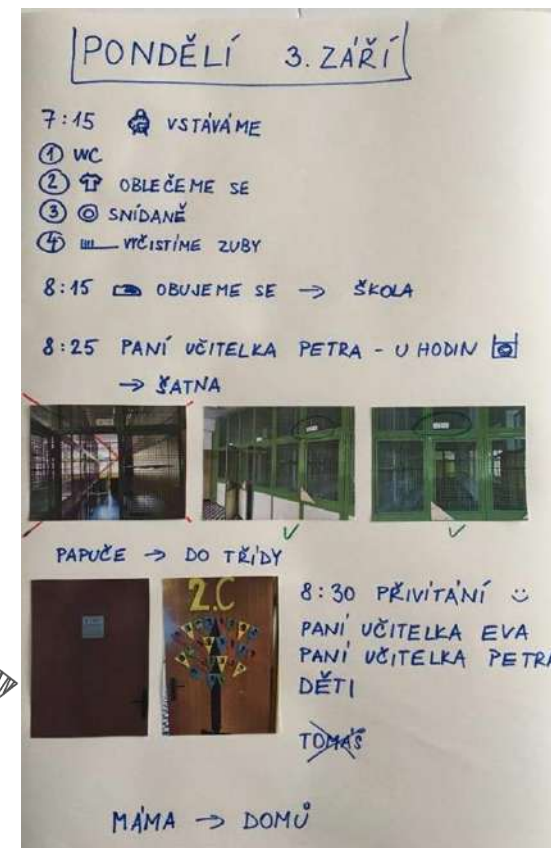 PONDĚLÍ 3. ZÁŘÍ
7:15 VSTÁVÁME
① WC
② OBLEČEME SE
③ SNÍDANĚ
④ VYČISTÍME ZUBY
8:15 OBUJEME SE → ŠKOLA
8:25 PANÍ UČITELKA PETRA - U HODIN
→ ŠATNA
PAPUČE → DO TŘÍDY
2.C
8:30 PŘIVÍTÁNÍ
PANÍ UČITELKA EVA
PANÍ UČITELKA PETRA
DĚTI
TOMÁŠ
MÁMA → DOMŮ